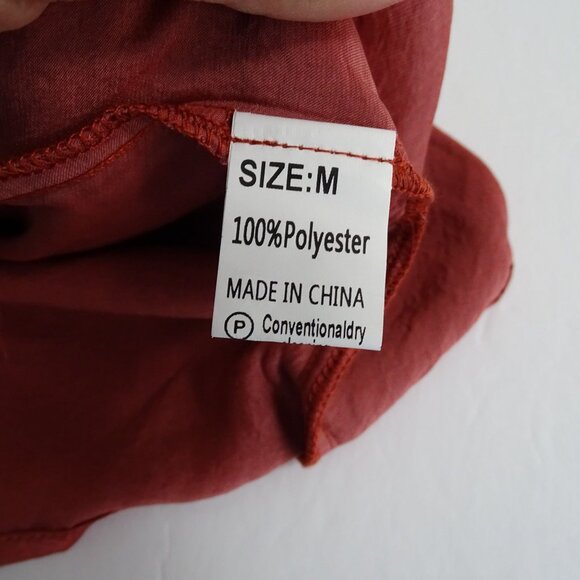 SIZE:M
100%Polyester
MADE IN CHINA
Ⓟ Conventionaldry